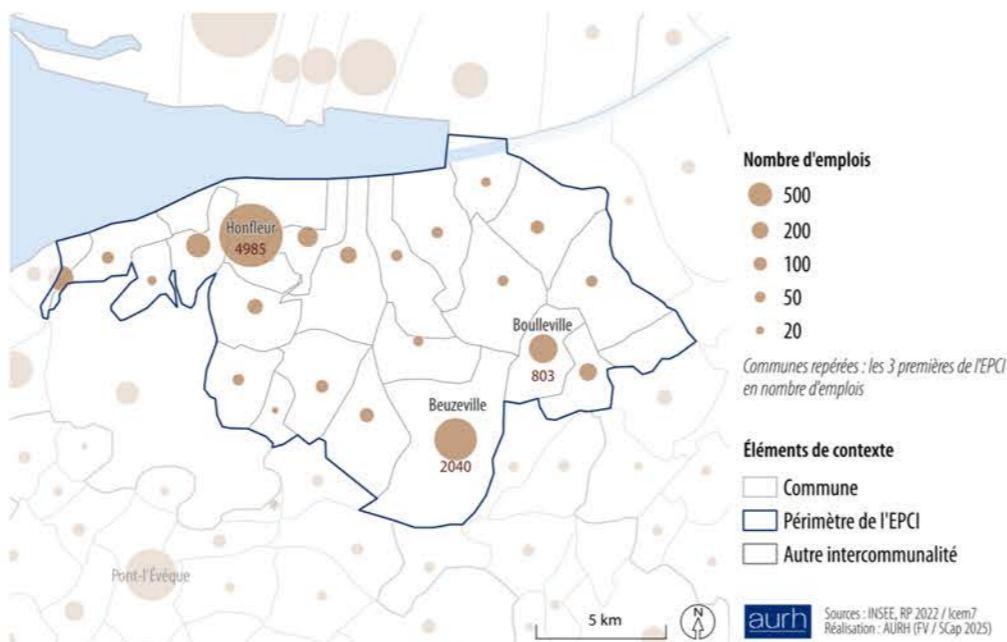 Honfleur
4985
Boulleville
803
Beuzeville
2040
Pont-l'Évêque
5 km
N
Nombre d'emplois
500
200
100
50
20
Communes repérées : les 3 premières de l'EPCI
en nombre d'emplois
Éléments de contexte
Commune
Périmètre de l'EPCI
Autre intercommunalité
aurh
Sources : INSEE, RP 2022 / Icem7
Réalisation : AURH (FV / SCap 2025)